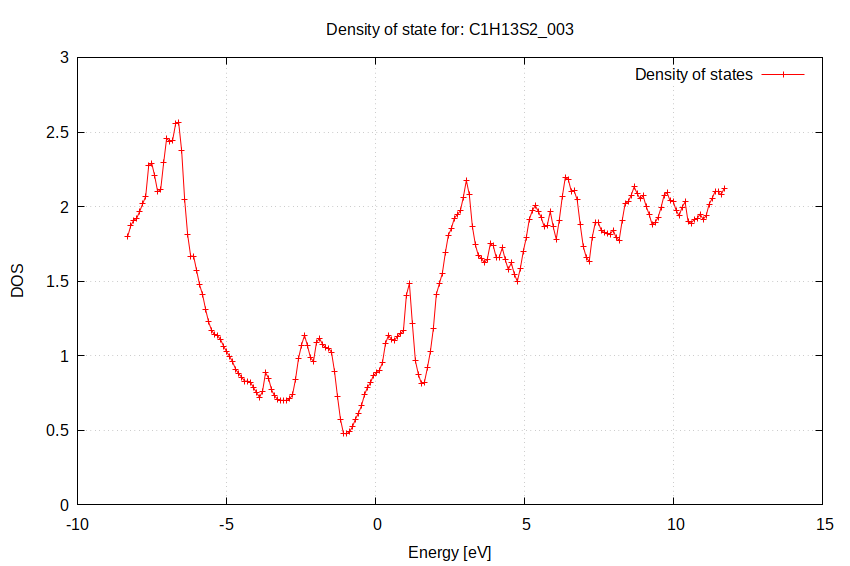 Density of state for: C1H13S2_003
Density of states
3
2.5
2
1.5
1
0.5
0
DOS
-10 -5 0 5 10 15
Energy [eV]